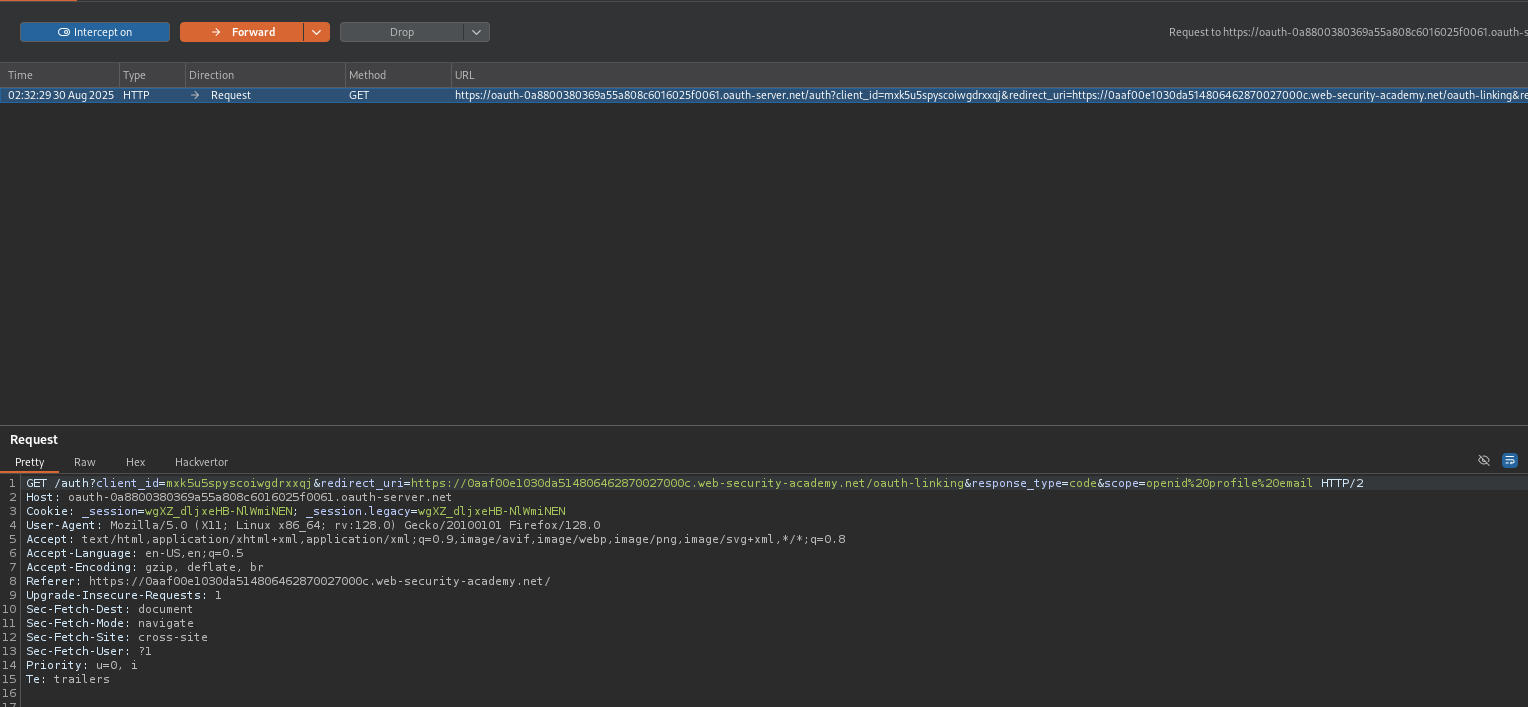 Intercept on Forward Drop Request to https://oauth-0a8800380369a55a808c6016025f0061.oauth-s
Time Type Direction Method URL
02:32:29 30 Aug 2025 HTTP → Request GET https://oauth-0a8800380369a55a808c6016025f0061.oauth-server.net/auth?client_id=mxk5u5spyscoiwgdrxxqj&redirect_uri=https://0aaf00e1030da514806462870027000c.web-security-academy.net/oauth-linking&re
Request
Pretty Raw Hex Hackvertor
1 GET /auth?client_id=mxk5u5spyscoiwgdrxxqj&redirect_uri=https://0aaf00e1030da514806462870027000c.web-security-academy.net/oauth-linking&response_type=code&scope=openid%20profile%20email HTTP/2
2 Host: oauth-0a8800380369a55a808c6016025f0061.oauth-server.net
3 Cookie: _session=wgXZ_dljxeHB-NlWmiNEN; _session.legacy=wgXZ_dljxeHB-NlWmiNEN
4 User-Agent: Mozilla/5.0 (X11; Linux x86_64; rv:128.0) Gecko/20100101 Firefox/128.0
5 Accept: text/html,application/xhtml+xml,application/xml;q=0.9,image/avif,image/webp,image/png,image/svg+xml,*/*;q=0.8
6 Accept-Language: en-US,en;q=0.5
7 Accept-Encoding: gzip, deflate, br
8 Referer: https://0aaf00e1030da514806462870027000c.web-security-academy.net/
9 Upgrade-Insecure-Requests: 1
10 Sec-Fetch-Dest: document
11 Sec-Fetch-Mode: navigate
12 Sec-Fetch-Site: cross-site
13 Sec-Fetch-User: ?1
14 Priority: u=0, i
15 Te: trailers
16
17